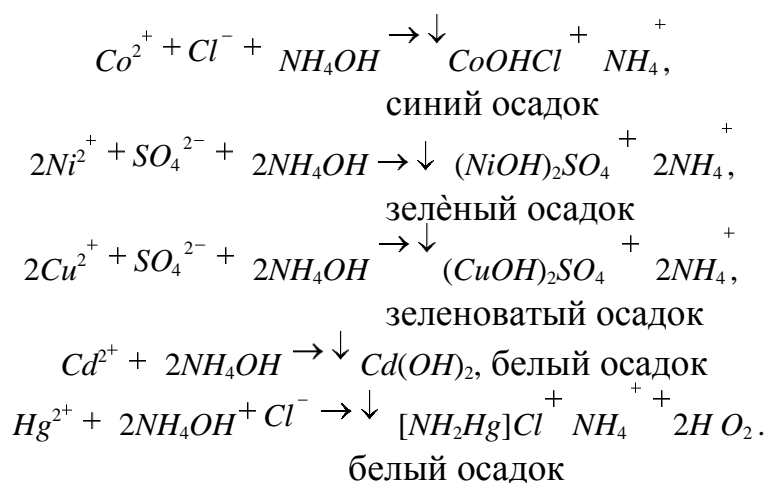 Co²⁺ + Cl⁻ + NH₄OH → ↓ CoOHCl + NH₄⁺,
синий осадок
2Ni²⁺ + SO₄²⁻ + 2NH₄OH → ↓ (NiOH)₂SO₄ + 2NH₄⁺,
зелѐный осадок
2Cu²⁺ + SO₄²⁻ + 2NH₄OH → ↓ (CuOH)₂SO₄ + 2NH₄⁺,
зеленоватый осадок
Cd²⁺ + 2NH₄OH → ↓ Cd(OH)₂, белый осадок
Hg²⁺ + 2NH₄OH + Cl⁻ → ↓ [NH₂Hg]Cl + NH₄⁺ + 2H O₂.
белый осадок